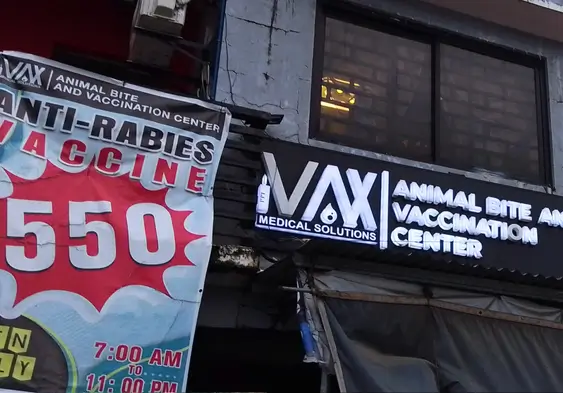 VAX
ANIMAL BITE
AND VACCINATION CENTER
ANTI-RABIES
VACCINE
550
7:00 AM
TO
11:00 PM
VAX
MEDICAL SOLUTIONS
ANIMAL BITE AN
VACCINATION
CENTER